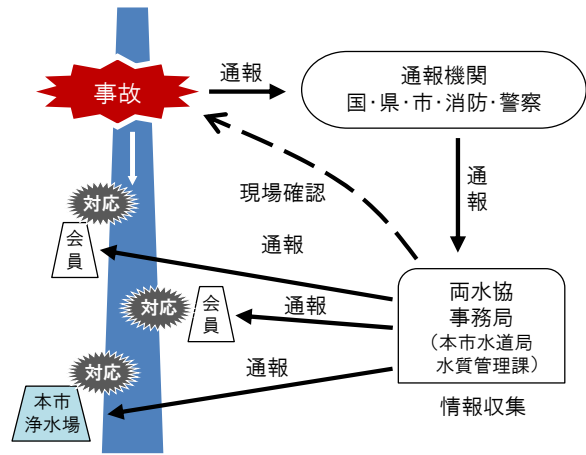 事故
通報
通報機関
国・県・市・消防・警察
通
報
現場確認
対応
会
員
通報
対応
会
員
通報
両水協
事務局
（本市水道局
水質管理課）
情報収集
通報
対応
本市
浄水場